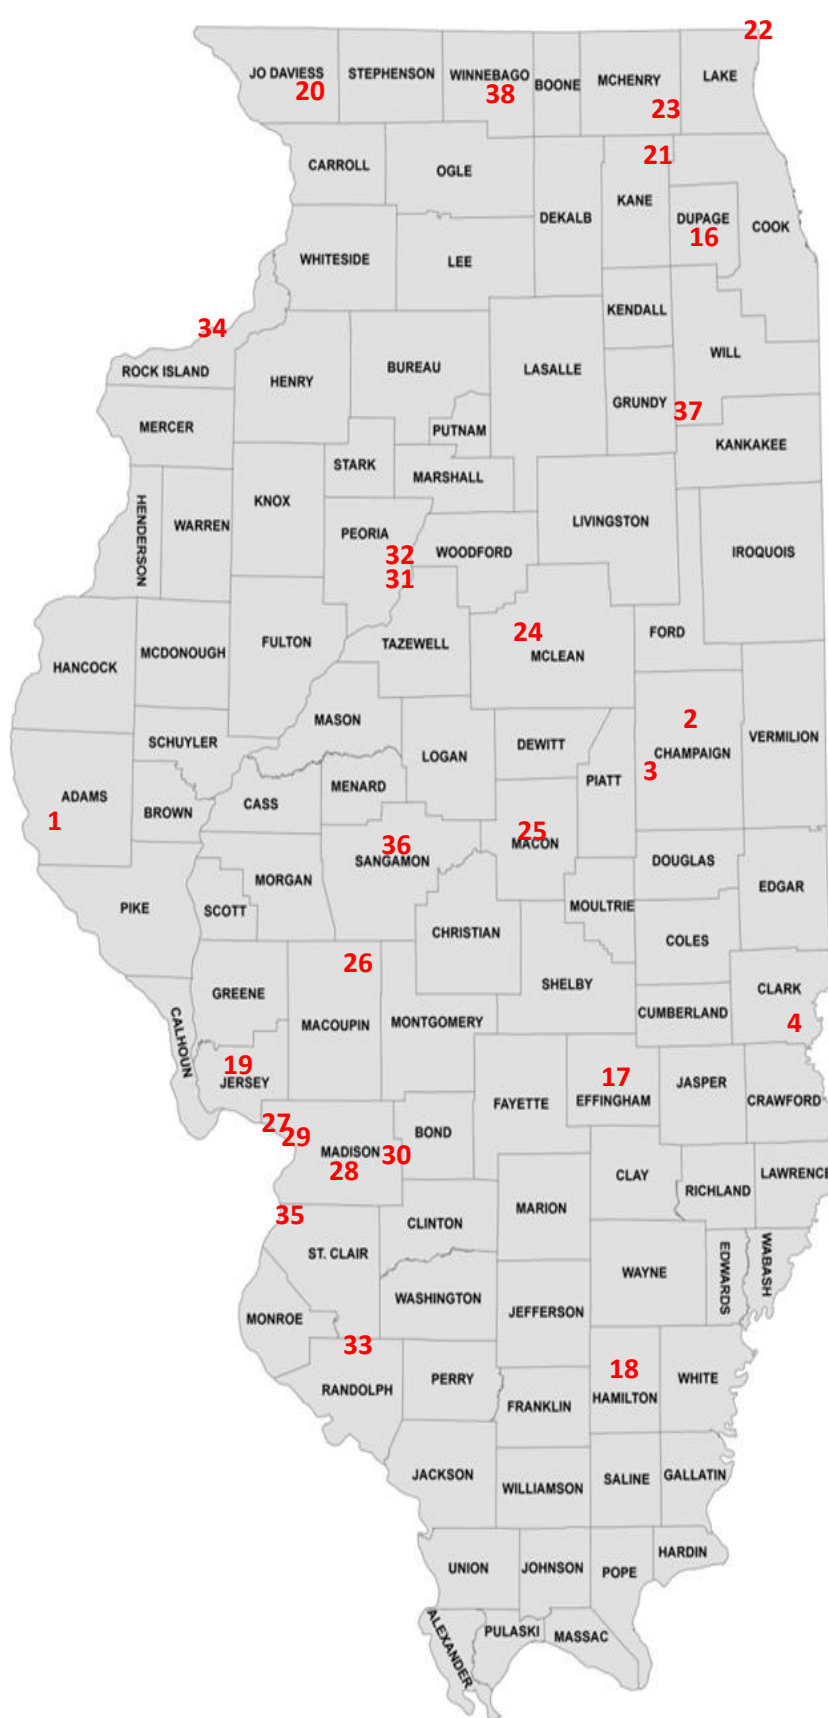 22
JO DAVIESS STEPHENSON WINNEBAGO BOONE MCHENRY LAKE
20 38 23
21
CARROLL OGLE
KANE
DEKALB DUPAGE COOK
16
WHITESIDE LEE
KENDALL
34
WILL
ROCK ISLAND HENRY BUREAU LASALLE
GRUNDY 37
MERCER PUTNAM
KANKAKEE
STARK MARSHALL
HENDERSON WARREN KNOX
PEORIA LIVINGSTON
32 WOODFORD IROQUOIS
31
24 FORD
HANCOCK MCDONOUGH FULTON TAZEWELL MCLEAN
MASON 2
SCHUYLER LOGAN DEWITT CHAMPAIGN VERMILION
3
ADAMS BROWN CASS MENARD PIATT
1
36 25
SANGAMON MACON
DOUGLAS
MORGAN EDGAR
PIKE SCOTT MOULTRIE
CHRISTIAN COLES
26
GREENE SHELBY CLARK
CALHOUN MACOUPIN MONTGOMERY CUMBERLAND 4
19 17
JERSEY JASPER
FAYETTE EFFINGHAM CRAWFORD
27
29 BOND
MADISON 30
28 CLAY LAWRENCE
RICHLAND
35 MARION
CLINTON
ST. CLAIR
WAYNE EDWARDS WABASH
WASHINGTON
MONROE JEFFERSON
33
18
RANDOLPH PERRY WHITE
FRANKLIN HAMILTON
JACKSON SALINE GALLATIN
WILLIAMSON
HARDIN
UNION JOHNSON POPE
ALEXANDER PULASKI MASSAC